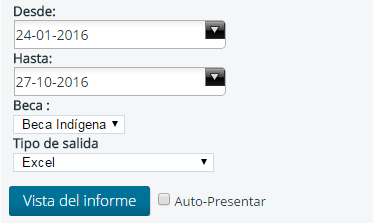 Desde:
24-01-2016
Hasta:
27-10-2016
Beca :
Beca Indígena
Tipo de salida
Excel
Vista del informe Auto-Presentar